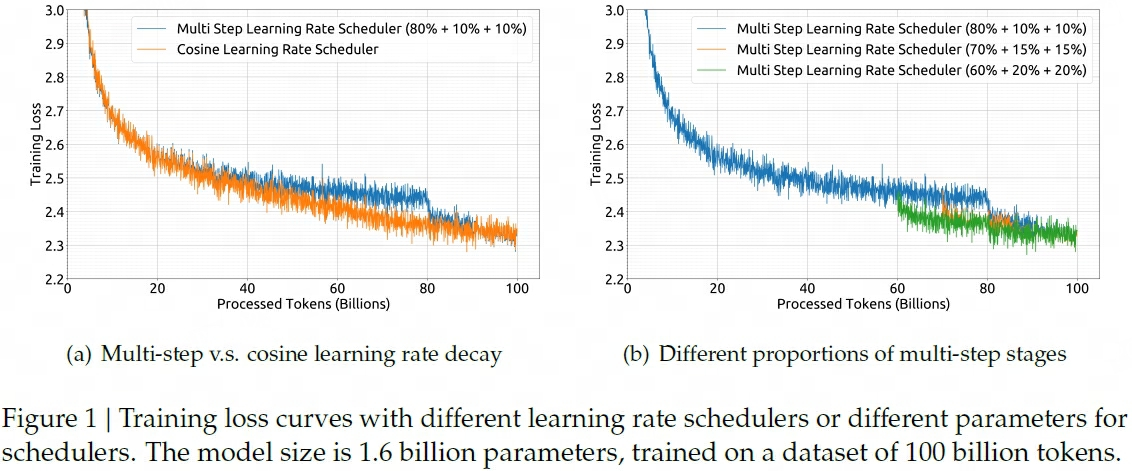 3.0
2.9
2.8
2.7
2.6
2.5
2.4
2.3
2.2
Training Loss
Multi Step Learning Rate Scheduler (80% + 10% + 10%)
Cosine Learning Rate Scheduler
0 20 40 60 80 100
Processed Tokens (Billions)
(a) Multi-step v.s. cosine learning rate decay
3.0
2.9
2.8
2.7
2.6
2.5
2.4
2.3
2.2
Training Loss
Multi Step Learning Rate Scheduler (80% + 10% + 10%)
Multi Step Learning Rate Scheduler (70% + 15% + 15%)
Multi Step Learning Rate Scheduler (60% + 20% + 20%)
0 20 40 60 80 100
Processed Tokens (Billions)
(b) Different proportions of multi-step stages
Figure 1 | Training loss curves with different learning rate schedulers or different parameters for
schedulers. The model size is 1.6 billion parameters, trained on a dataset of 100 billion tokens.